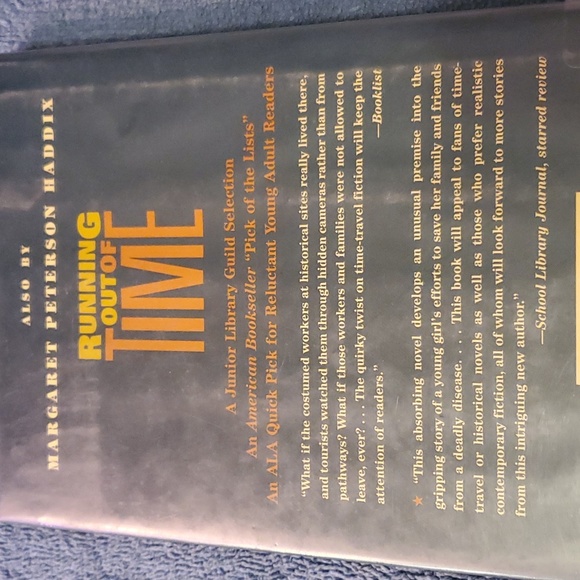 ALSO BY
MARGARET PETERSON HADDIX
RUNNING
OUT OF
TIME
A Junior Library Guild Selection
An American Bookseller "Pick of the Lists"
An ALA Quick Pick for Reluctant Young Adult Readers
"What if the costumed workers at historical sites really lived there,
and tourists watched them through hidden cameras rather than from
pathways? What if those workers and families were not allowed to
leave, ever? . . . The quirky twist on time-travel fiction will keep the
attention of readers."
—Booklist
★ "This absorbing novel develops an unusual premise into the
gripping story of a young girl's efforts to save her family and friends
from a deadly disease. . . . This book will appeal to fans of time-
travel or historical novels as well as those who prefer realistic
contemporary fiction, all of whom will look forward to more stories
from this intriguing new author."
—School Library Journal, starred review